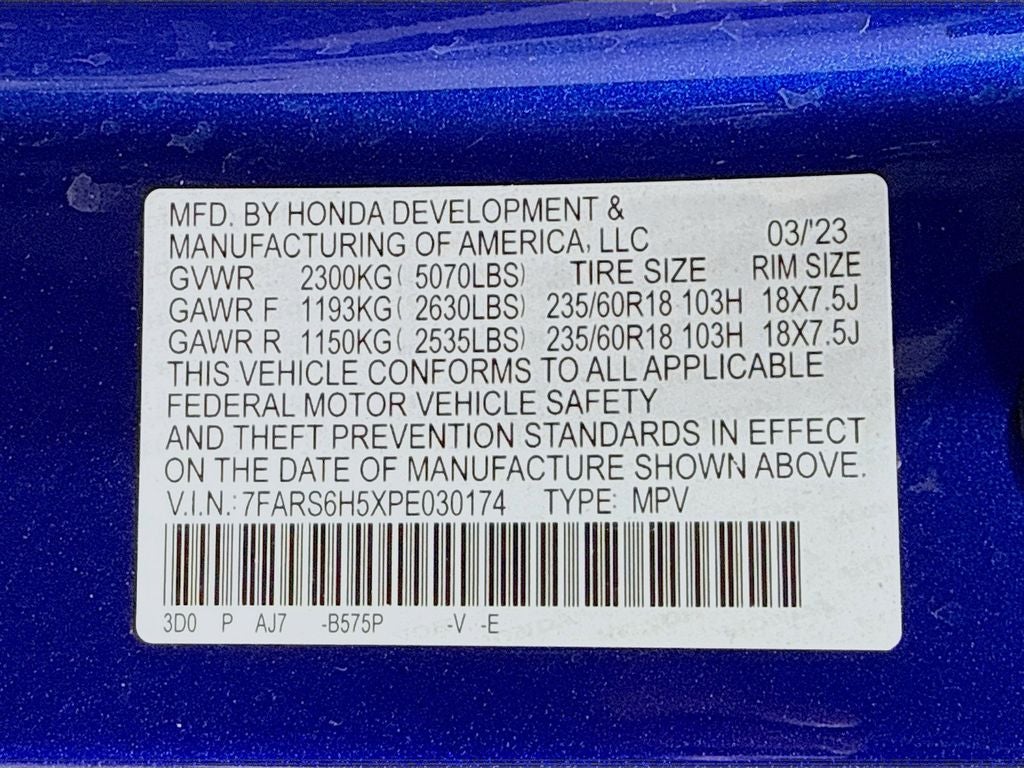 MFD. BY HONDA DEVELOPMENT &
MANUFACTURING OF AMERICA, LLC 03/'23
GVWR 2300KG( 5070LBS) TIRE SIZE RIM SIZE
GAWR F 1193KG( 2630LBS) 235/60R18 103H 18X7.5J
GAWR R 1150KG( 2535LBS) 235/60R18 103H 18X7.5J
THIS VEHICLE CONFORMS TO ALL APPLICABLE
FEDERAL MOTOR VEHICLE SAFETY
AND THEFT PREVENTION STANDARDS IN EFFECT
ON THE DATE OF MANUFACTURE SHOWN ABOVE.
V.I.N.: 7FARS6H5XPE030174 TYPE: MPV
3D0 P AJ7 -B575P -V -E